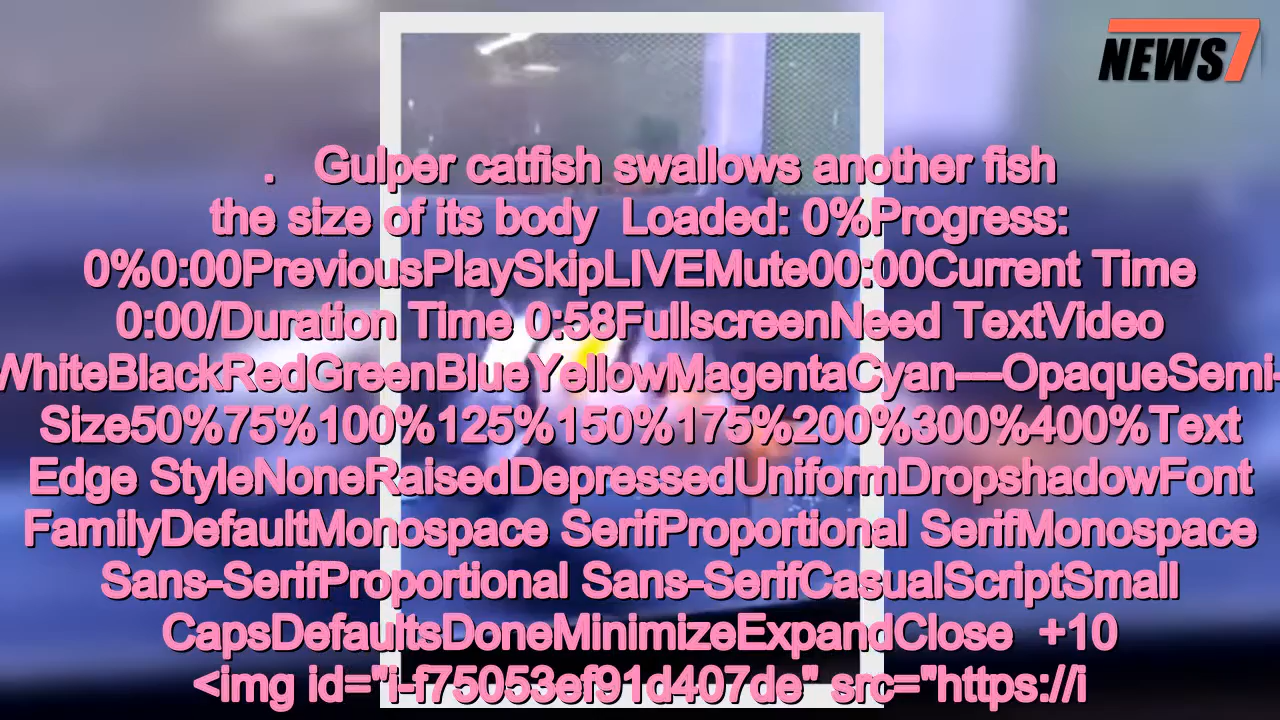 NEWS7
. Gulper catfish swallows another fish
the size of its body Loaded: 0%Progress:
0%0:00PreviousPlaySkipLIVEMute00:00Current Time
0:00/Duration Time 0:58FullscreenNeed TextVideo
WhiteBlackRedGreenBlueYellowMagentaCyan---OpaqueSemi-
Size50%75%100%125%150%175%200%300%400%Text
Edge StyleNoneRaisedDepressedUniformDropshadowFont
FamilyDefaultMonospace SerifProportional SerifMonospace
Sans-SerifProportional Sans-SerifCasualScriptSmall
CapsDefaultsDoneMinimizeExpandClose +10
<img id="i-f75053ef91d407de" src="https://i